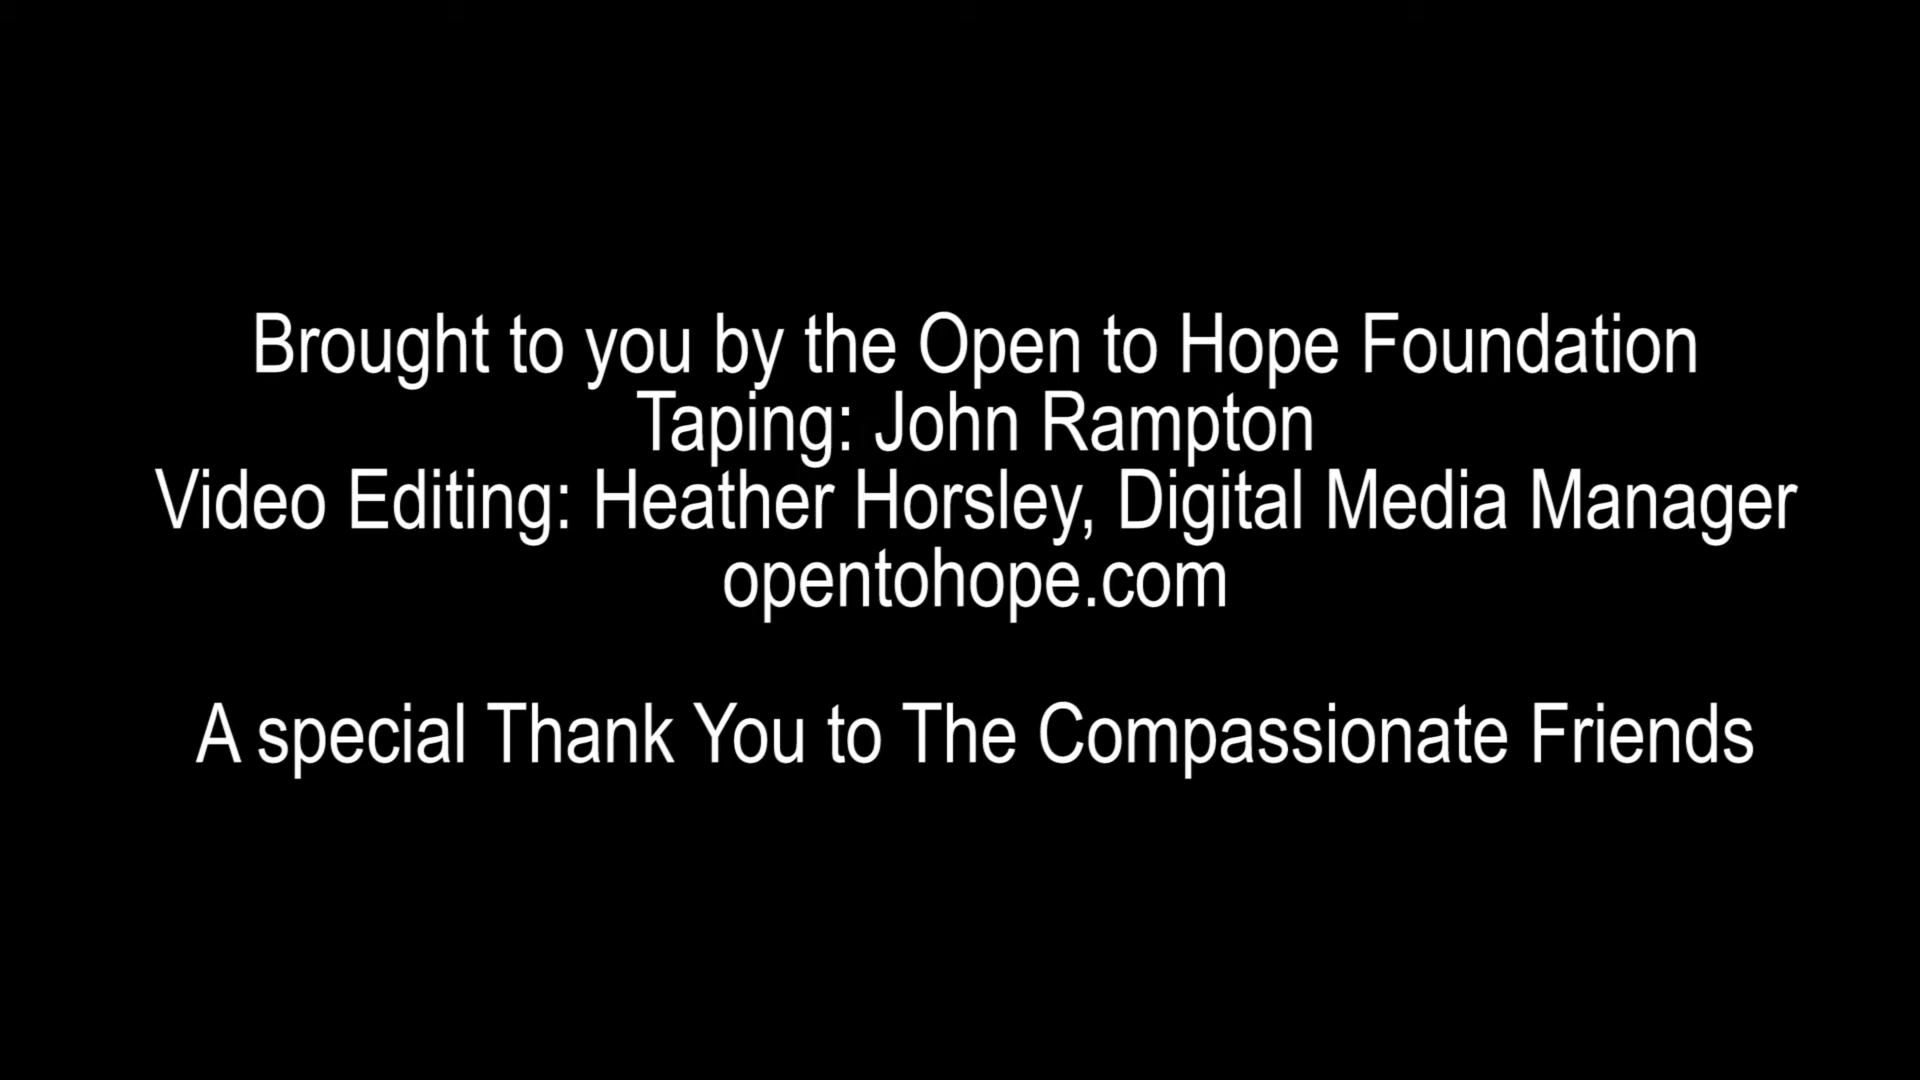 Brought to you by the Open to Hope Foundation
Taping: John Rampton
Video Editing: Heather Horsley, Digital Media Manager
opentohope.com
A special Thank You to The Compassionate Friends